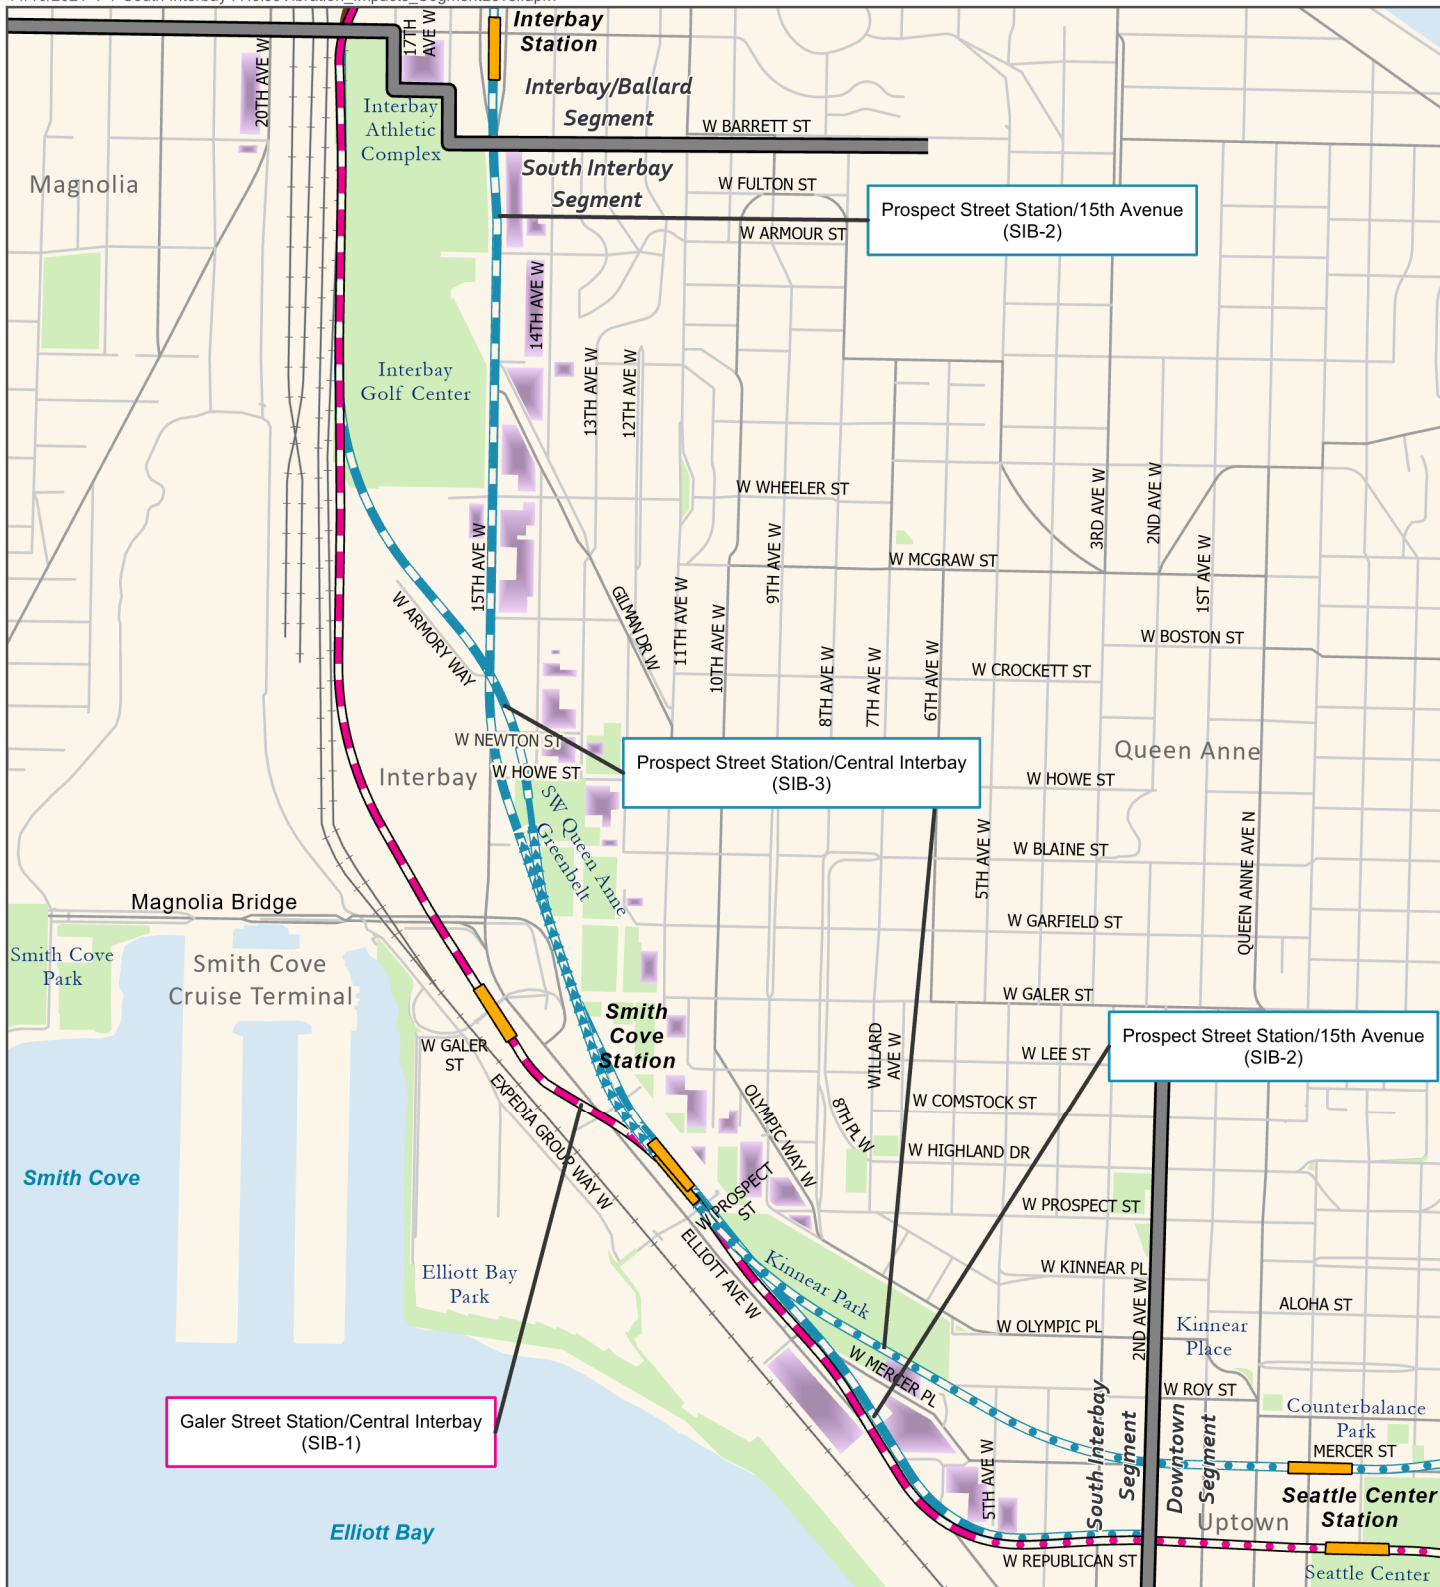 Interbay
Station
17TH
AVE W
20TH AVE W
Interbay/Ballard
Segment
Interbay
Athletic
Complex
W BARRETT ST
South Interbay
Segment
Magnolia
W FULTON ST
Prospect Street Station/15th Avenue
(SIB-2)
W ARMOUR ST
14TH AVE W
13TH AVE W
12TH AVE W
Interbay
Golf Center
W WHEELER ST
3RD AVE W
2ND AVE W
15TH AVE W
9TH AVE W
W MCGRAW ST
1ST AVE W
W ARMORY WAY
GILMAN DR W
11TH AVE W
10TH AVE W
8TH AVE W
7TH AVE W
6TH AVE W
W BOSTON ST
W CROCKETT ST
W NEWTON ST
Prospect Street Station/Central Interbay
(SIB-3)
Queen Anne
Interbay
W HOWE ST
W HOWE ST
SW Queen Anne
Greenbelt
5TH AVE W
W BLAINE ST
QUEEN ANNE AVE N
Magnolia Bridge
W GARFIELD ST
Smith Cove
Park
Smith Cove
Cruise Terminal
W GALER ST
Smith
Cove
Station
W GALER
ST
WILLARD
AVE W
Prospect Street Station/15th Avenue
(SIB-2)
W LEE ST
EXPEDIA GROUP WAY W
OLYMPIC WAY W
8TH PL W
W COMSTOCK ST
W HIGHLAND DR
Smith Cove
W PROSPECT
ST
W PROSPECT ST
ELLIOTT AVE W
Kinnear Park
W KINNEAR PL
Elliott Bay
Park
2ND AVE W
ALOHA ST
W OLYMPIC PL
Kinnear
Place
W MERCER PL
W ROY ST
Galer Street Station/Central Interbay
(SIB-1)
Counterbalance
Park
South Interbay
Segment
Downtown
Segment
MERCER ST
5TH AVE W
Seattle Center
Station
Elliott Bay
Uptown
W REPUBLICAN ST
Seattle Center